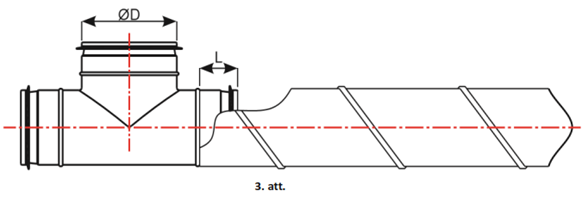 ØD
L
3. att.